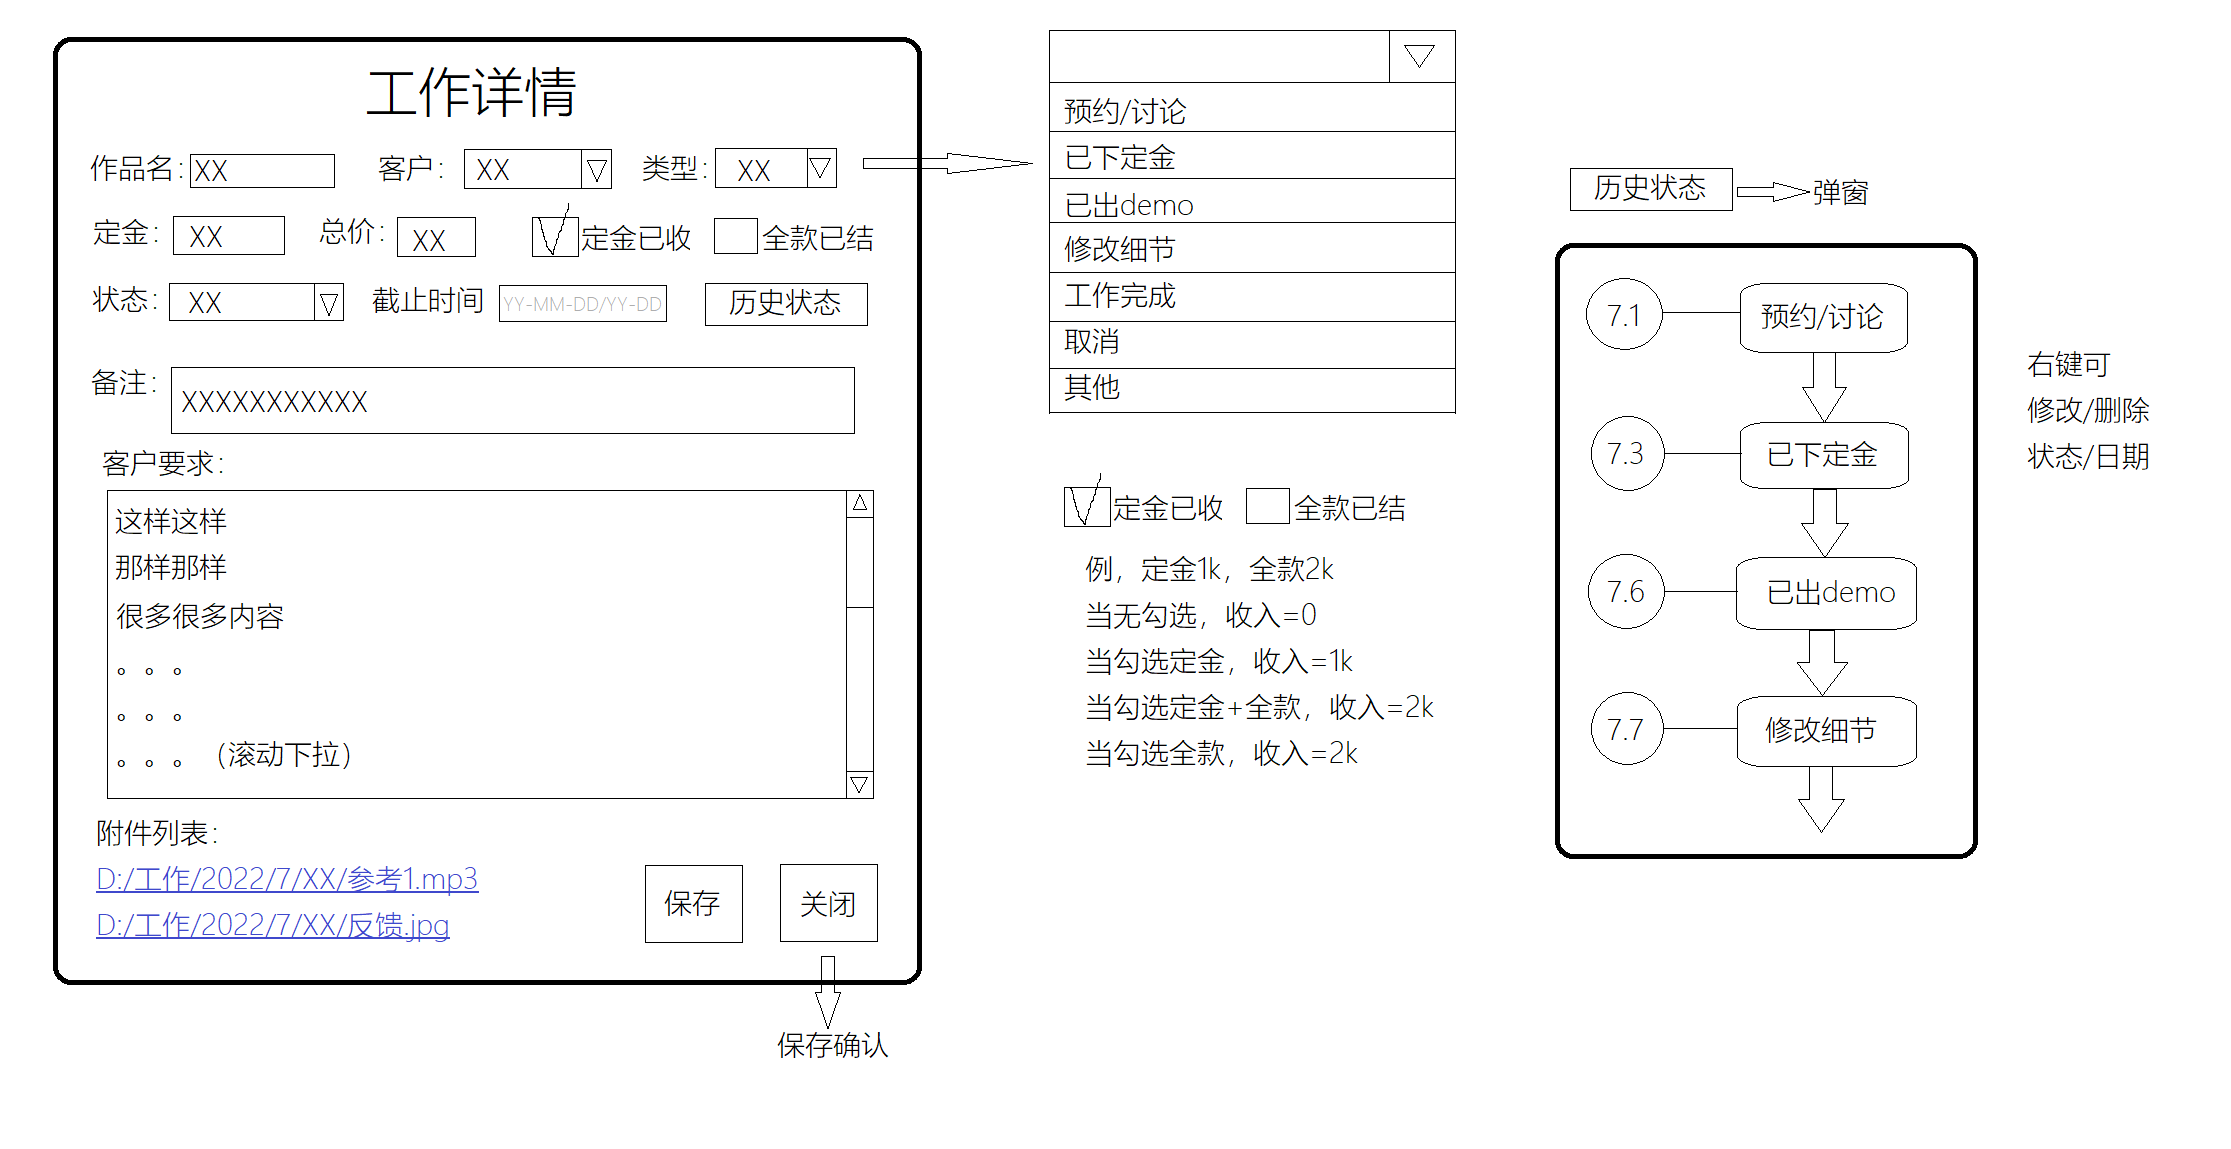 工作详情
作品名: XX 客户: XX 类型: XX
定金: XX 总价: XX 定金已收 全款已结
状态: XX 截止时间 YY-MM-DD/YY-DD 历史状态
备注: XXXXXXXXXXX
客户要求:
这样这样
那样那样
很多很多内容
。。。
。。。
。。。（滚动下拉）
附件列表:
D:/工作/2022/7/XX/参考1.mp3
D:/工作/2022/7/XX/反馈.jpg
保存 关闭
保存确认
预约/讨论
已下定金
已出demo
修改细节
工作完成
取消
其他
定金已收 全款已结
例，定金1k，全款2k
当无勾选，收入=0
当勾选定金，收入=1k
当勾选定金+全款，收入=2k
当勾选全款，收入=2k
历史状态 弹窗
7.1 预约/讨论
7.3 已下定金
7.6 已出demo
7.7 修改细节
右键可
修改/删除
状态/日期